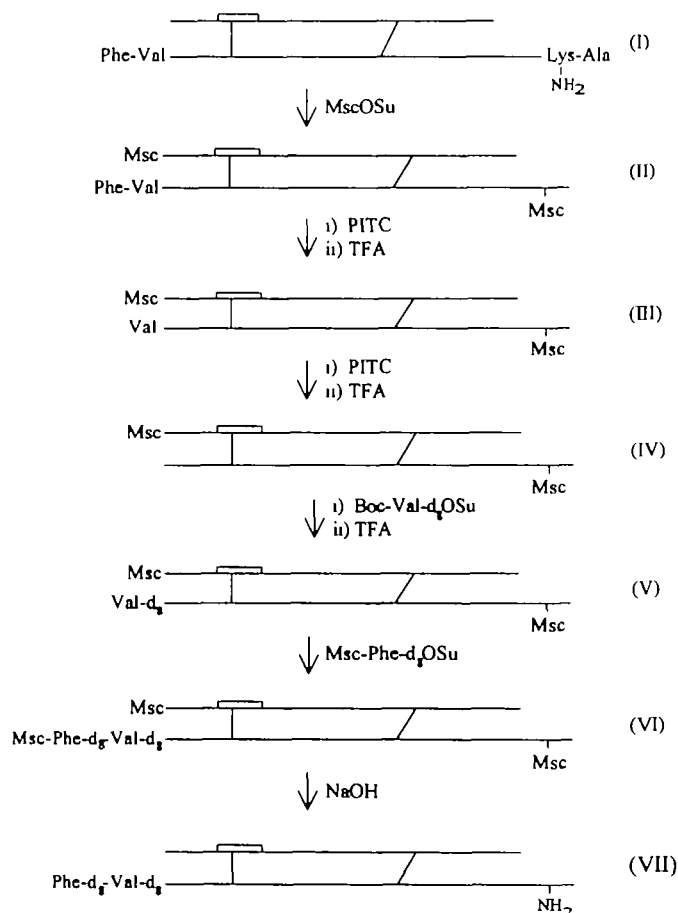 Phe-Val
Lys-Ala
NH2
(I)
MscOSu
Msc
Phe-Val
Msc
(II)
i) PITC
ii) TFA
Msc
Val
Msc
(III)
i) PITC
ii) TFA
Msc
Msc
(IV)
i) Boc-Val-d8OSu
ii) TFA
Msc
Val-d8
Msc
(V)
Msc-Phe-d8OSu
Msc
Msc-Phe-d8-Val-d8
Msc
(VI)
NaOH
Phe-d8-Val-d8
NH2
(VII)